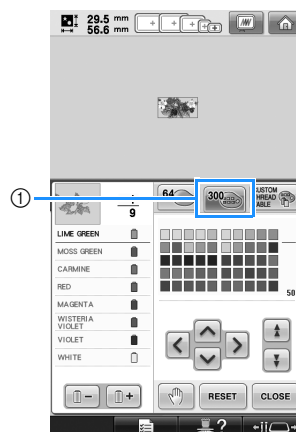 29.5 mm
56.6 mm
①
64
300
CUSTOM
THREAD
TABLE
9
LIME GREEN
MOSS GREEN
CARMINE
RED
MAGENTA
WISTERIA
VIOLET
VIOLET
WHITE
50
− +
RESET
CLOSE
?